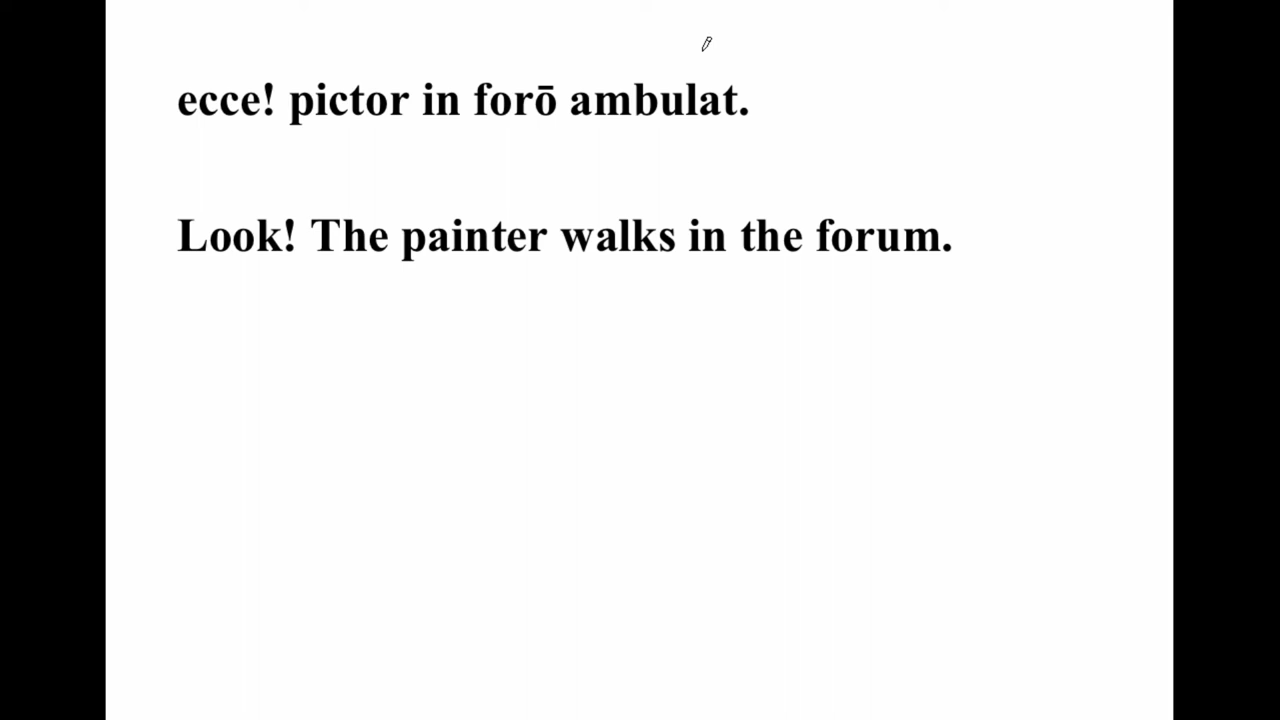 ecce! pictor in forō ambulat.
Look! The painter walks in the forum.